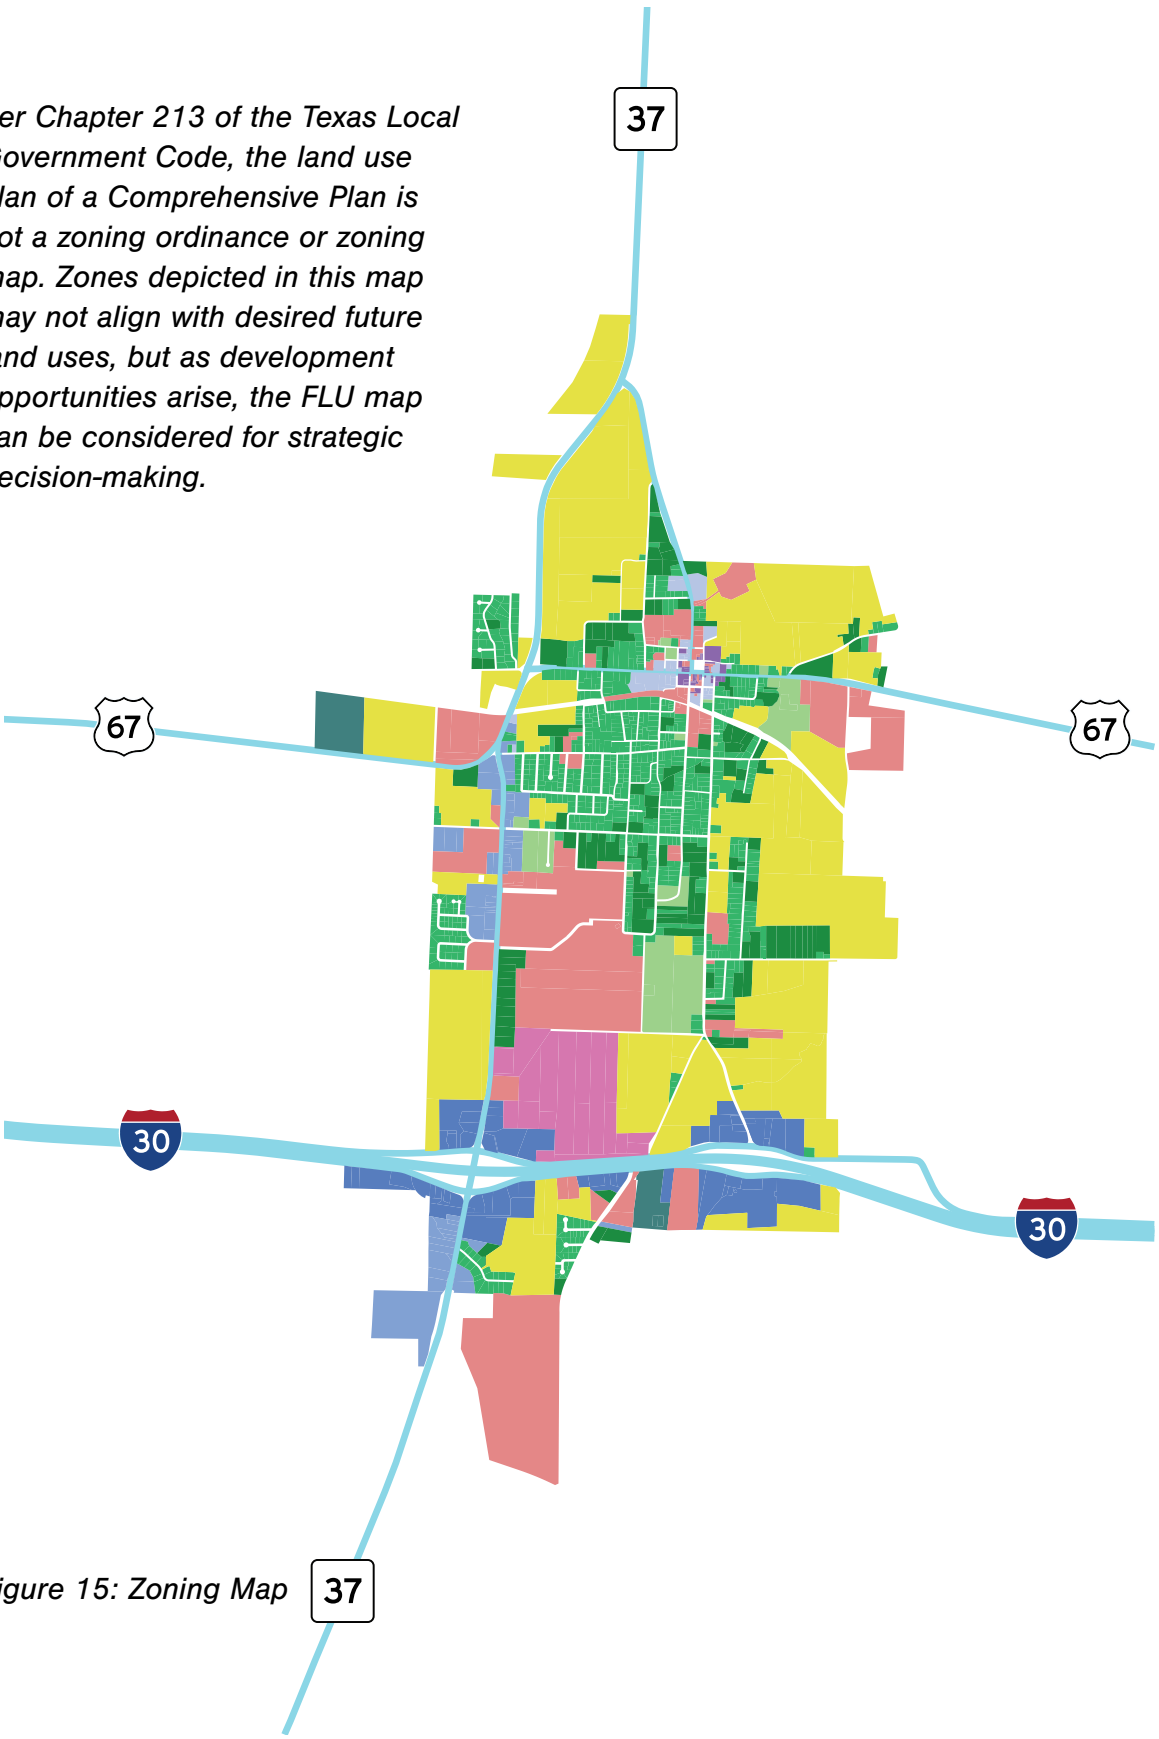 37
er Chapter 213 of the Texas Local
overnment Code, the land use
lan of a Comprehensive Plan is
ot a zoning ordinance or zoning
ap. Zones depicted in this map
ay not align with desired future
nd uses, but as development
pportunities arise, the FLU map
an be considered for strategic
ecision-making.
67
67
30
30
igure 15: Zoning Map
37